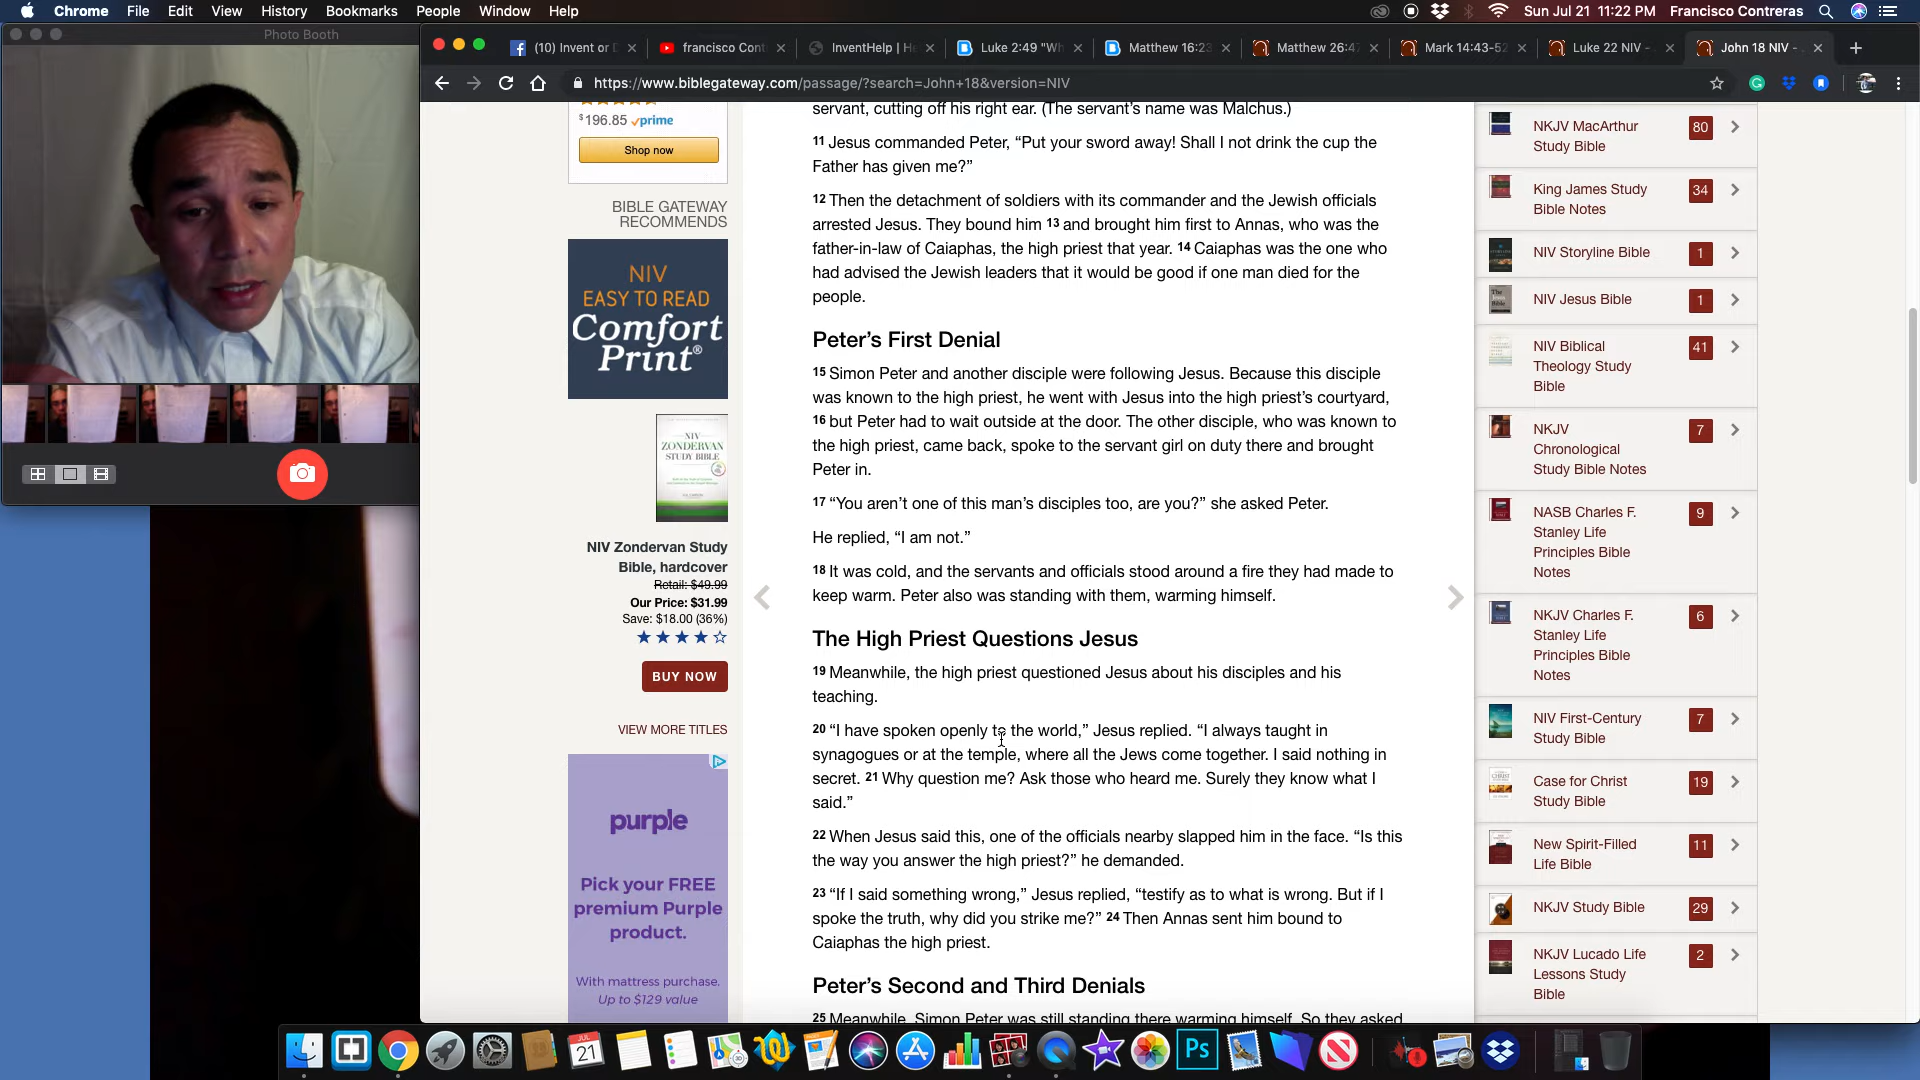 Chrome File Edit View History Bookmarks People Window Help
Sun Jul 21 11:22 PM Francisco Contreras
Photo Booth
(10) Invent or D
francisco Cont
InventHelp | He
Luke 2:49 "Wh
Matthew 16:23
Matthew 26:47
Mark 14:43-52
Luke 22 NIV -
John 18 NIV -
https://www.biblegateway.com/passage/?search=John+18&version=NIV
$196.85 prime
Shop now
BIBLE GATEWAY
RECOMMENDS
NIV
EASY TO READ
Comfort
Print®
NIV
ZONDERVAN
STUDY BIBLE
NIV Zondervan Study
Bible, hardcover
Retail: $49.99
Our Price: $31.99
Save: $18.00 (36%)
BUY NOW
VIEW MORE TITLES
purple
Pick your FREE
premium Purple
product.
With mattress purchase.
Up to $129 value
servant, cutting off his right ear. (The servant’s name was Malchus.)
11 Jesus commanded Peter, “Put your sword away! Shall I not drink the cup the
Father has given me?”
12 Then the detachment of soldiers with its commander and the Jewish officials
arrested Jesus. They bound him 13 and brought him first to Annas, who was the
father-in-law of Caiaphas, the high priest that year. 14 Caiaphas was the one who
had advised the Jewish leaders that it would be good if one man died for the
people.
Peter’s First Denial
15 Simon Peter and another disciple were following Jesus. Because this disciple
was known to the high priest, he went with Jesus into the high priest’s courtyard,
16 but Peter had to wait outside at the door. The other disciple, who was known to
the high priest, came back, spoke to the servant girl on duty there and brought
Peter in.
17 “You aren’t one of this man’s disciples too, are you?” she asked Peter.
He replied, “I am not.”
18 It was cold, and the servants and officials stood around a fire they had made to
keep warm. Peter also was standing with them, warming himself.
The High Priest Questions Jesus
19 Meanwhile, the high priest questioned Jesus about his disciples and his
teaching.
20 “I have spoken openly to the world,” Jesus replied. “I always taught in
synagogues or at the temple, where all the Jews come together. I said nothing in
secret. 21 Why question me? Ask those who heard me. Surely they know what I
said.”
22 When Jesus said this, one of the officials nearby slapped him in the face. “Is this
the way you answer the high priest?” he demanded.
23 “If I said something wrong,” Jesus replied, “testify as to what is wrong. But if I
spoke the truth, why did you strike me?” 24 Then Annas sent him bound to
Caiaphas the high priest.
Peter’s Second and Third Denials
25 Meanwhile, Simon Peter was still standing there warming himself. So they asked
NKJV MacArthur
Study Bible
80
King James Study
Bible Notes
34
NIV Storyline Bible
1
NIV Jesus Bible
1
NIV Biblical
Theology Study
Bible
41
NKJV
Chronological
Study Bible Notes
7
NASB Charles F.
Stanley Life
Principles Bible
Notes
9
NKJV Charles F.
Stanley Life
Principles Bible
Notes
6
NIV First-Century
Study Bible
7
Case for Christ
Study Bible
19
New Spirit-Filled
Life Bible
11
NKJV Study Bible
29
NKJV Lucado Life
Lessons Study
Bible
2
JUL
21
Ps